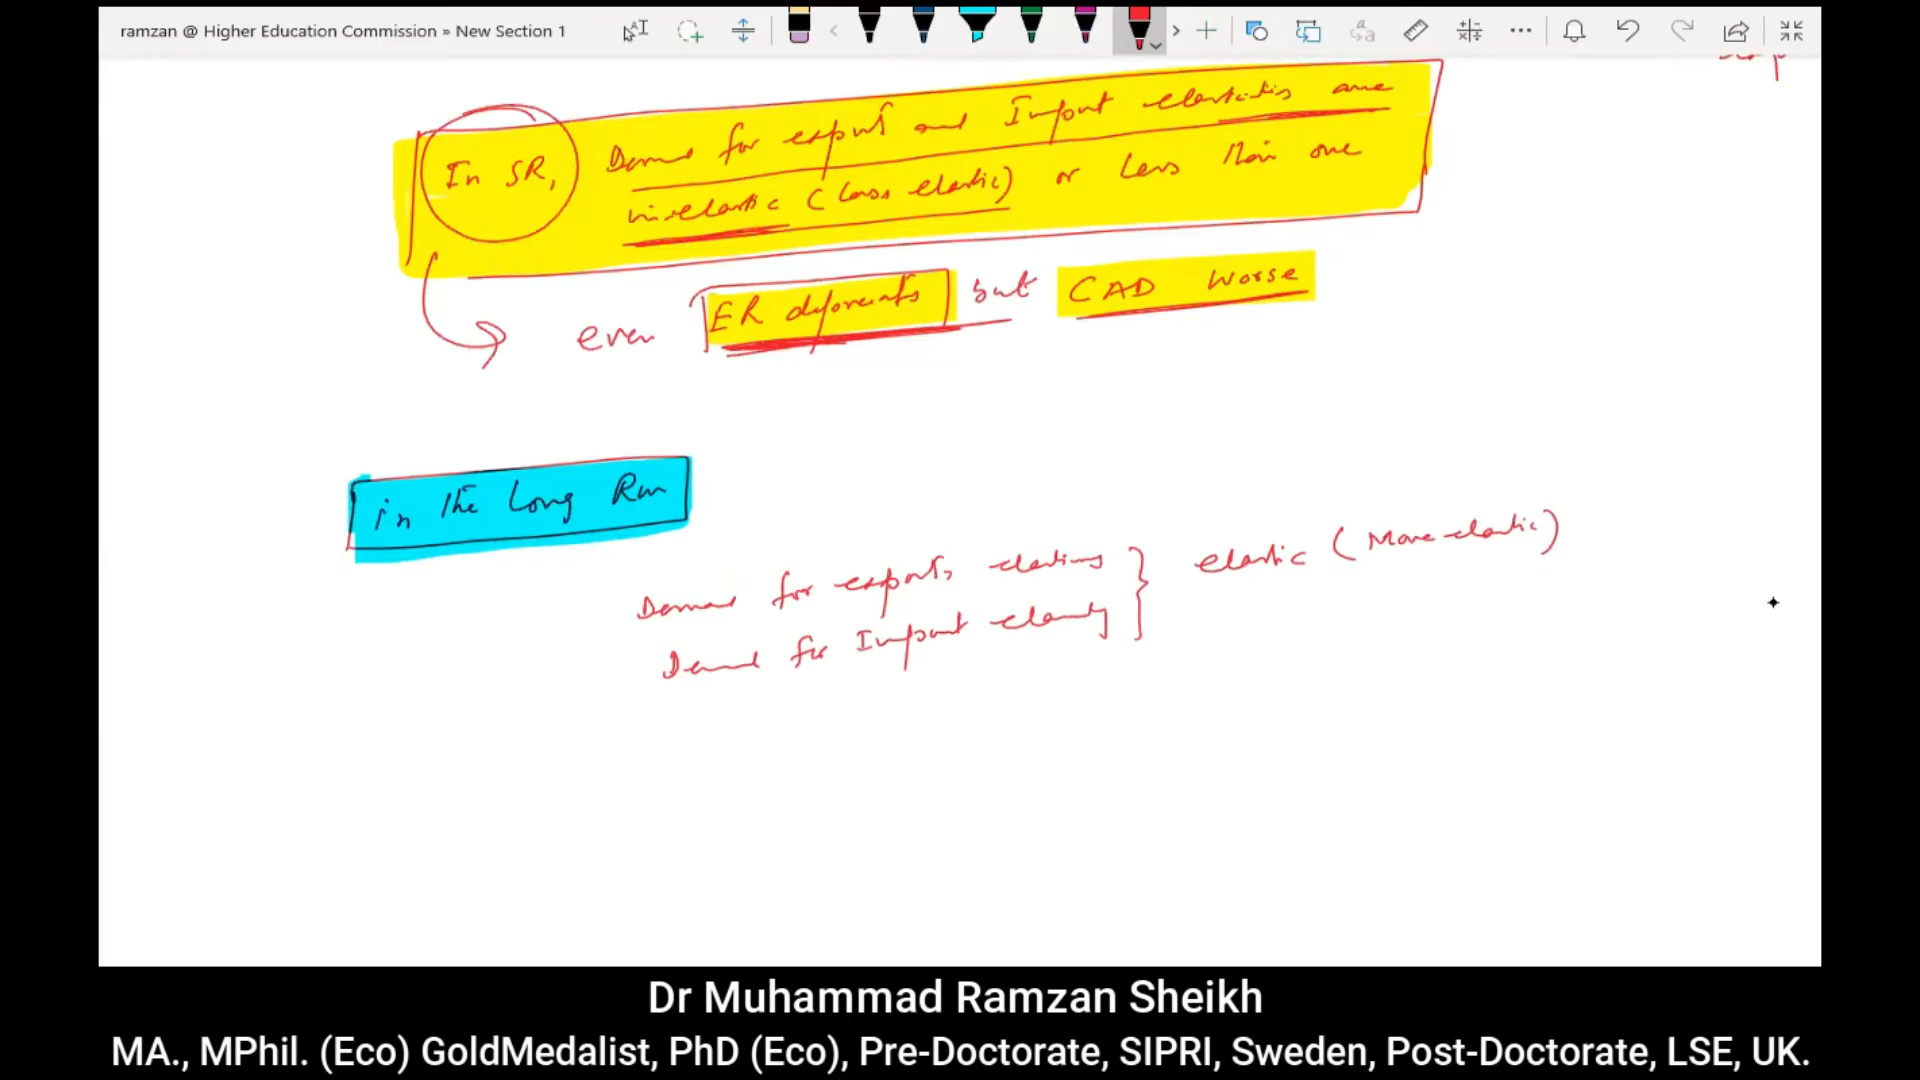 ramzan @ Higher Education Commission » New Section 1
In SR, Demand for export and Import elasticities are
inelastic (Less elastic) or Less than one
even ER depreciates but CAD Worse
in the Long Run
Demand for exports elasticity
elastic (More elastic)
Demand for Import elasticity
Dr Muhammad Ramzan Sheikh
MA., MPhil. (Eco) GoldMedalist, PhD (Eco), Pre-Doctorate, SIPRI, Sweden, Post-Doctorate, LSE, UK.